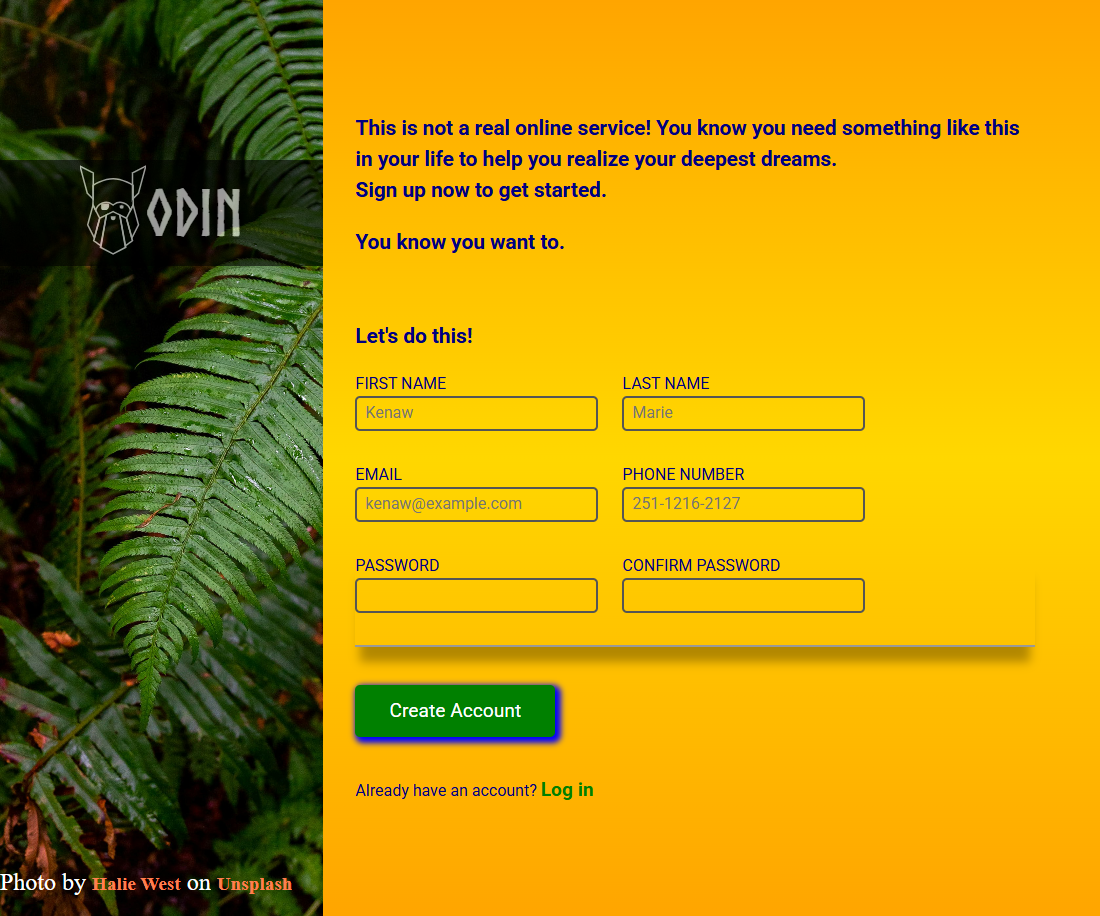 ODIN
This is not a real online service! You know you need something like this
in your life to help you realize your deepest dreams.
Sign up now to get started.
You know you want to.
Let's do this!
FIRST NAME LAST NAME
Kenaw Marie
EMAIL PHONE NUMBER
kenaw@example.com 251-1216-2127
PASSWORD CONFIRM PASSWORD
Create Account
Already have an account? Log in
Photo by Halie West on Unsplash